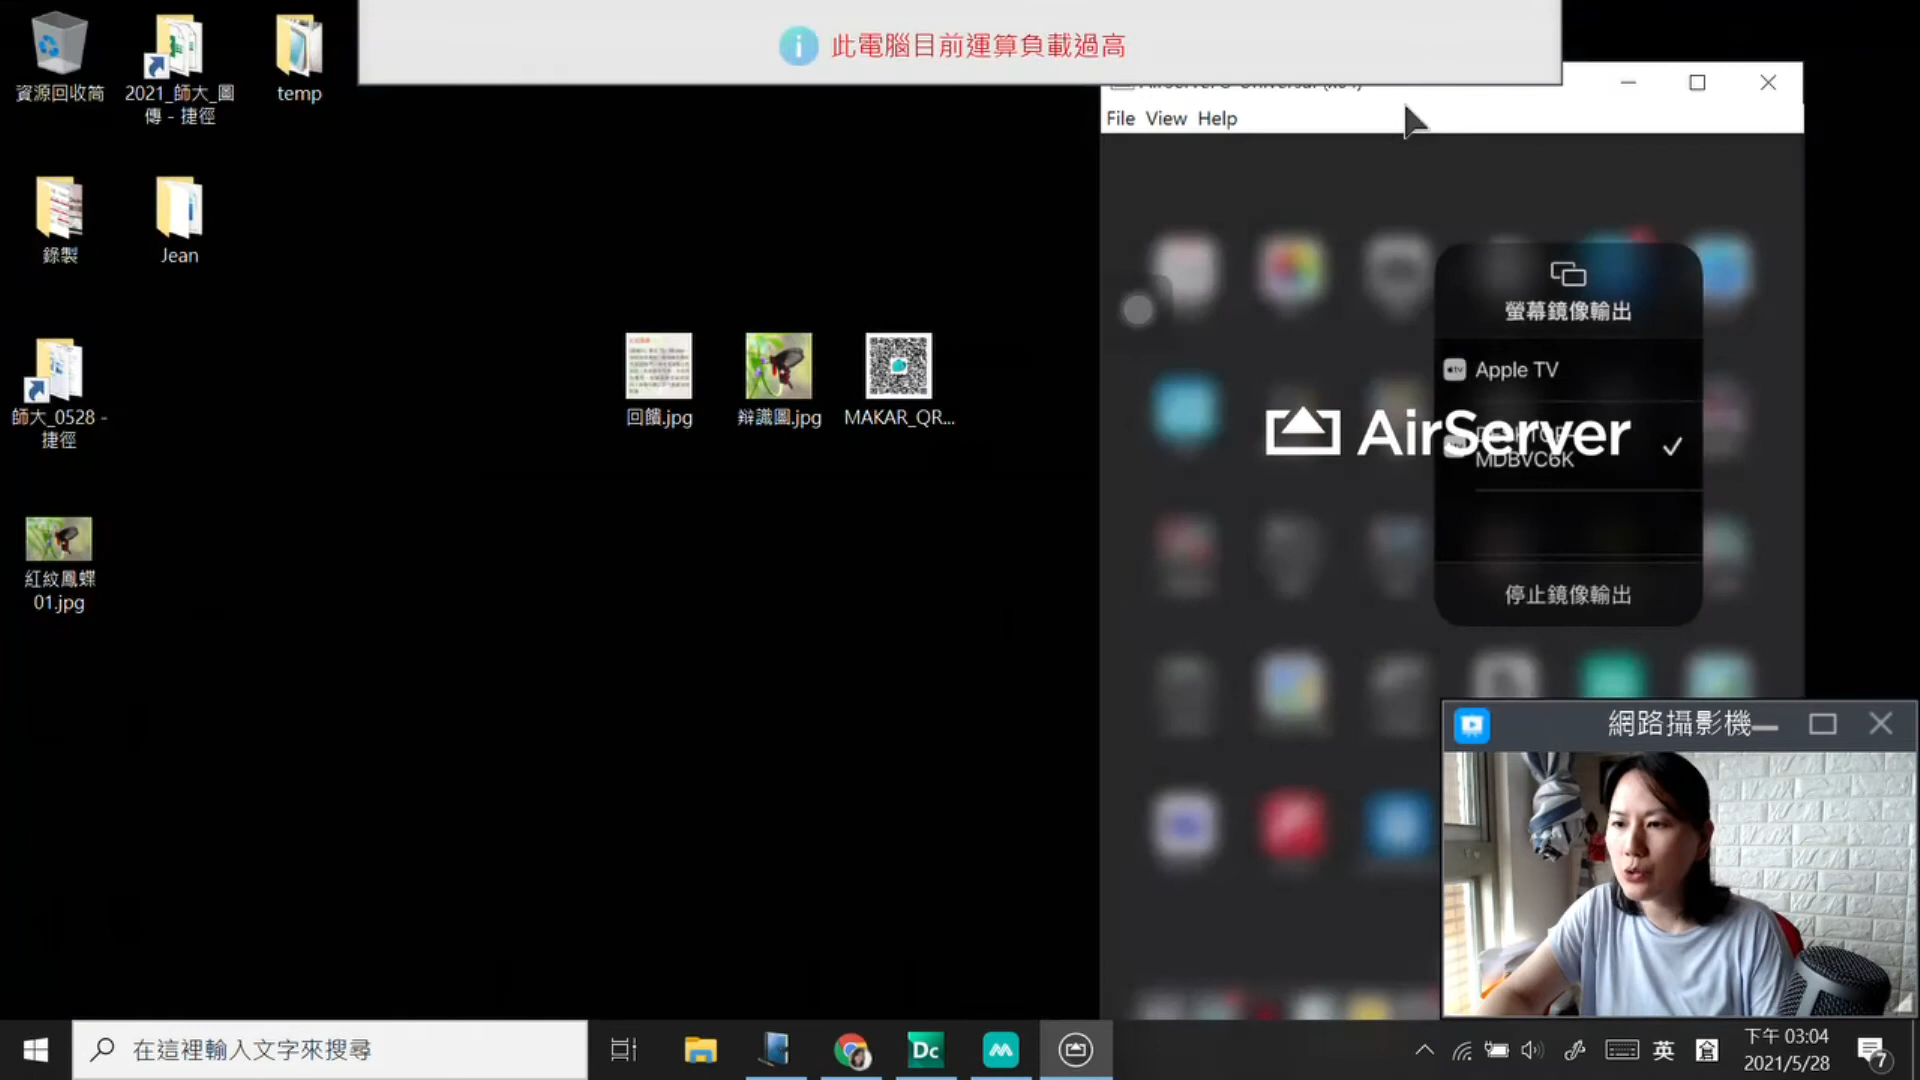 此電腦目前運算負載過高
資源回收筒
2021_師大_圖
傳 - 捷徑
temp
錄製
Jean
師大_0528 -
捷徑
紅紋鳳蝶
01.jpg
回饋.jpg
辯識圖.jpg
MAKAR_QR...
File View Help
螢幕鏡像輸出
Apple TV
AirServer
MDBVC6K
停止鏡像輸出
網路攝影機
在這裡輸入文字來搜尋
Dc
英
倉
下午 03:04
2021/5/28
7